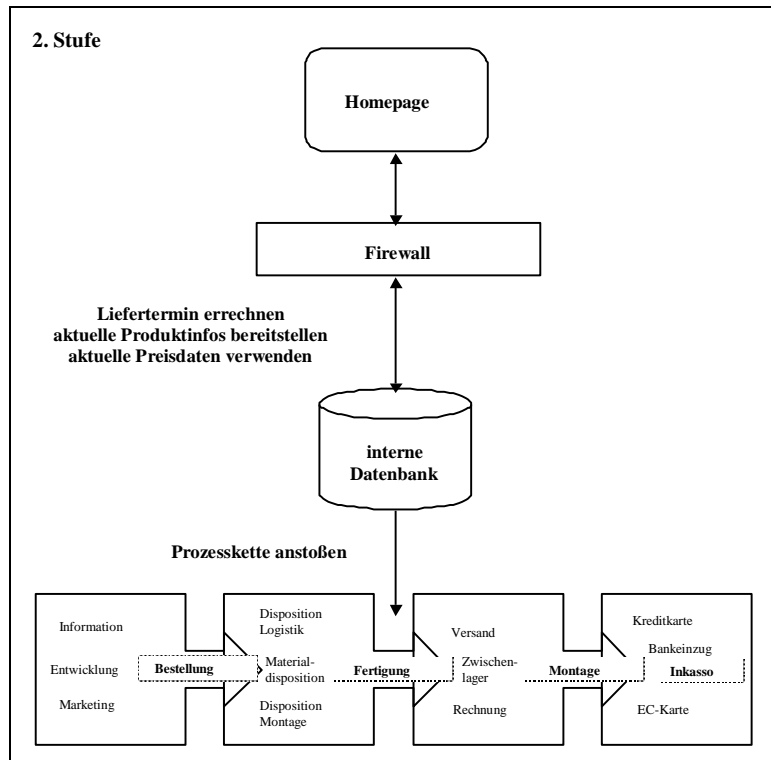 2. Stufe
Homepage
Firewall
Liefertermin errechnen
aktuelle Produktinfos bereitstellen
aktuelle Preisdaten verwenden
interne
Datenbank
Prozesskette anstoßen
Information
Entwicklung
Marketing
Bestellung
Disposition
Logistik
Material-
disposition
Disposition
Montage
Fertigung
Versand
Zwischen-
lager
Rechnung
Montage
Kreditkarte
Bankeinzug
Inkasso
EC-Karte